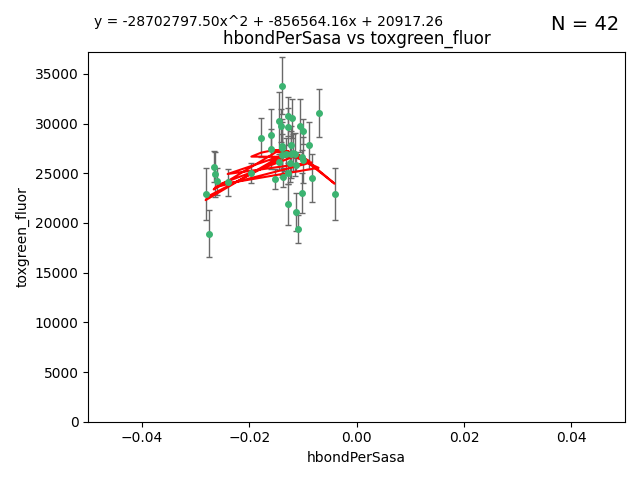 y = -28702797.50x^2 + -856564.16x + 20917.26
N = 42
hbondPerSasa vs toxgreen_fluor
toxgreen_fluor
35000
30000
25000
20000
15000
10000
5000
0
−0.04
−0.02
0.00
0.02
0.04
hbondPerSasa